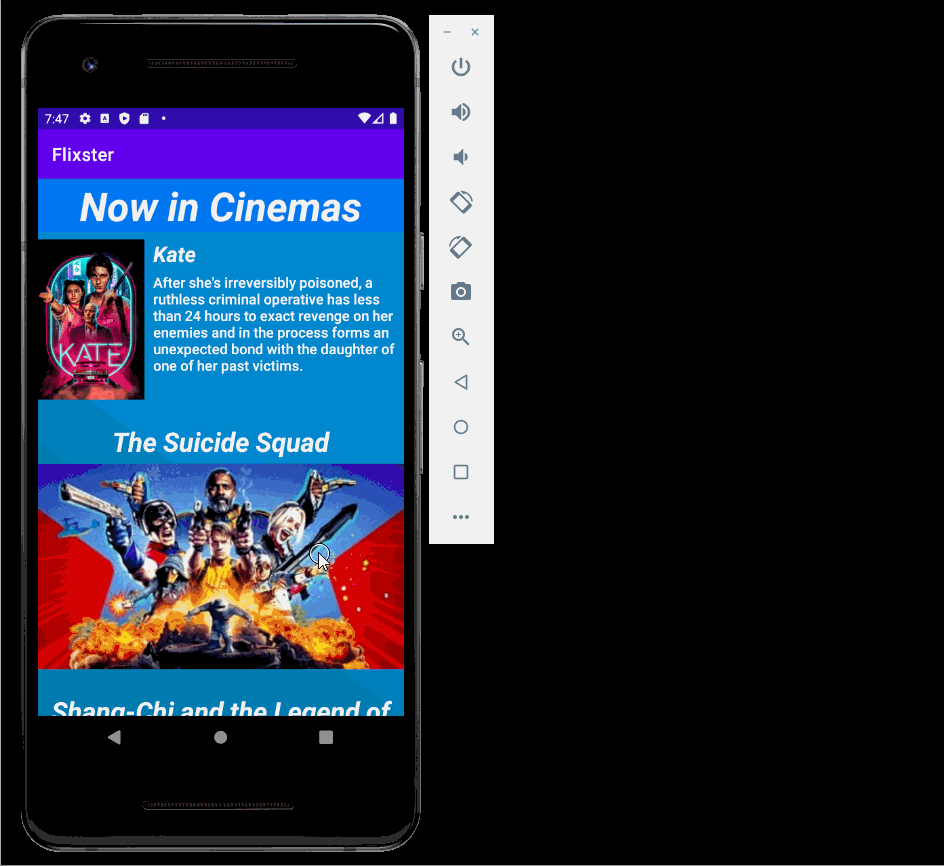 7:47
Flixster
Now in Cinemas
Kate
After she's irreversibly poisoned, a
ruthless criminal operative has less
than 24 hours to exact revenge on her
enemies and in the process forms an
unexpected bond with the daughter of
one of her past victims.
KATE
The Suicide Squad
Shang-Chi and the Legend of